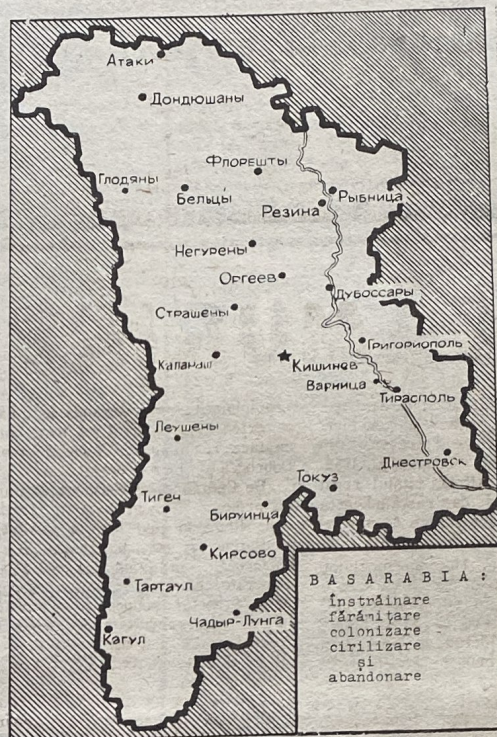 Атаки
Дондюшаны
Флорешты
Глодяны
Бельцы
Рыбница
Резина
Негурены
Оргеев
Дубоссары
Страшены
Григориополь
Калараш
Кишинев
Варница
Тирасполь
Леушены
Днестровск
Токуз
Тигеч
Бируинца
Кирсово
Тартаул
Чадыр-Лунга
Кагул
BASARABIA:
înstrăinare
fărâmițare
colonizare
cirilizare
și
abandonare